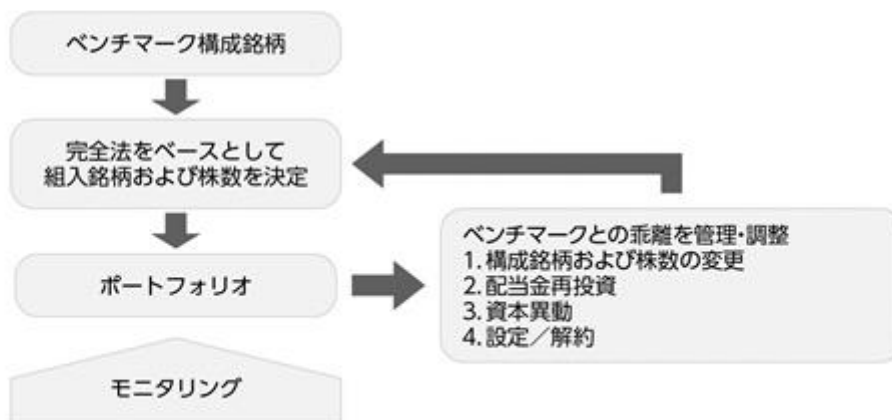 ベンチマーク構成銘柄
完全法をベースとして
組入銘柄および株数を決定
ポートフォリオ
ベンチマークとの乖離を管理・調整
1.構成銘柄および株数の変更
2.配当金再投資
3.資本異動
4.設定／解約
モニタリング